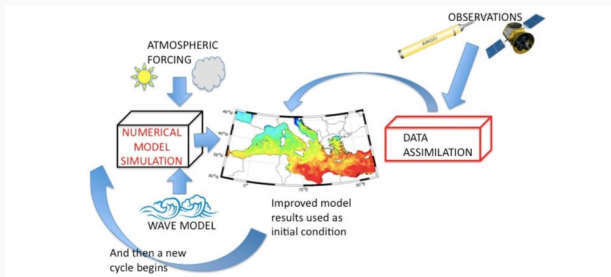 OBSERVATIONS
ARGO
ATMOSPHERIC
FORCING
NUMERICAL
MODEL
SIMULATION
DATA
ASSIMILATION
WAVE MODEL
Improved model
results used as
initial condition
And then a new
cycle begins